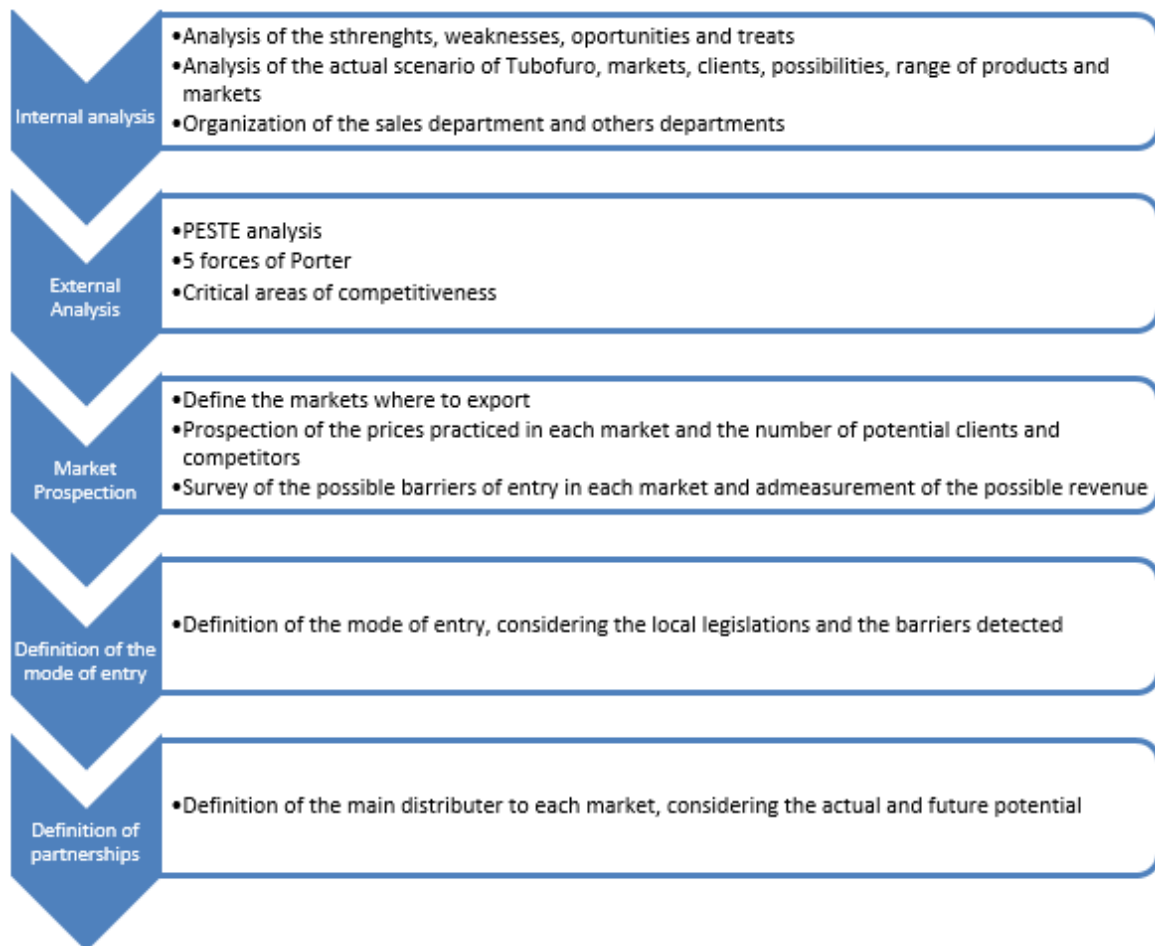 Internal analysis
•Analysis of the sthrenghts, weaknesses, oportunities and treats
•Analysis of the actual scenario of Tubofuro, markets, clients, possibilities, range of products and
markets
•Organization of the sales department and others departments
External
Analysis
•PESTE analysis
•5 forces of Porter
•Critical areas of competitiveness
Market
Prospection
•Define the markets where to export
•Prospection of the prices practiced in each market and the number of potential clients and
competitors
•Survey of the possible barriers of entry in each market and admeasurement of the possible revenue
Definition of the
mode of entry
•Definition of the mode of entry, considering the local legislations and the barriers detected
Definition of
partnerships
•Definition of the main distributer to each market, considering the actual and future potential